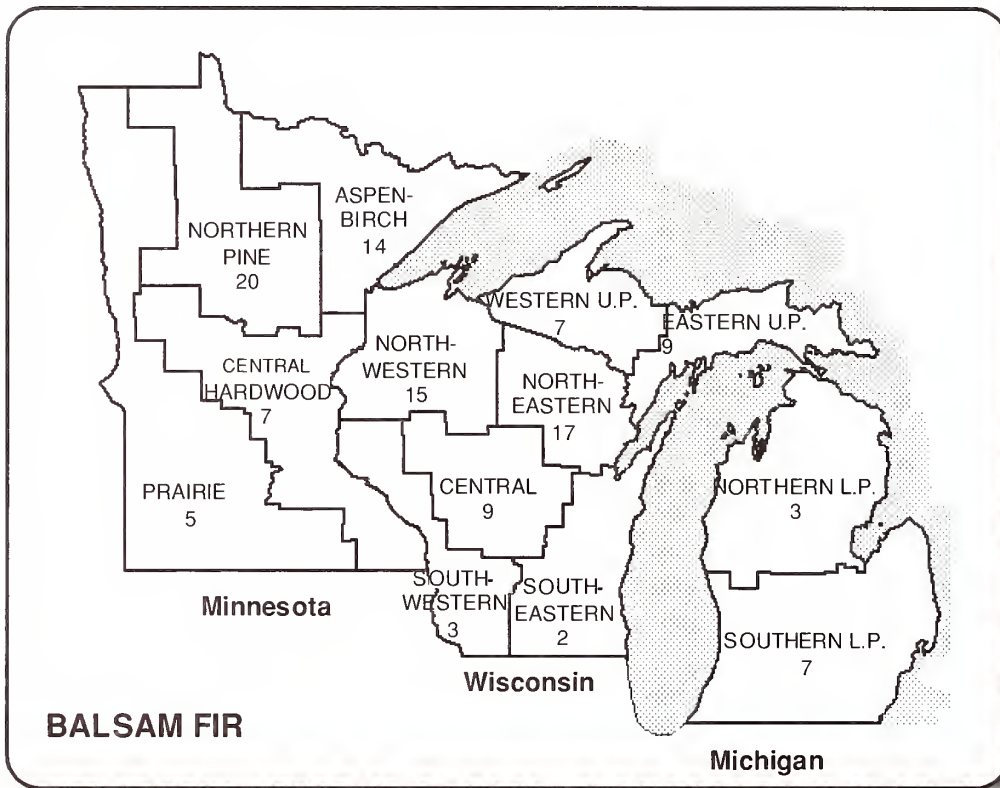 ASPEN-
BIRCH
14
NORTHERN
PINE
20
WESTERN U.P.
7
EASTERN U.P.
9
NORTH-
WESTERN
15
CENTRAL
HARDWOOD
7
NORTH-
EASTERN
17
PRAIRIE
5
CENTRAL
9
NORTHERN L.P.
3
SOUTH-
WESTERN
3
SOUTH-
EASTERN
2
SOUTHERN L.P.
7
Minnesota
Wisconsin
Michigan
BALSAM FIR